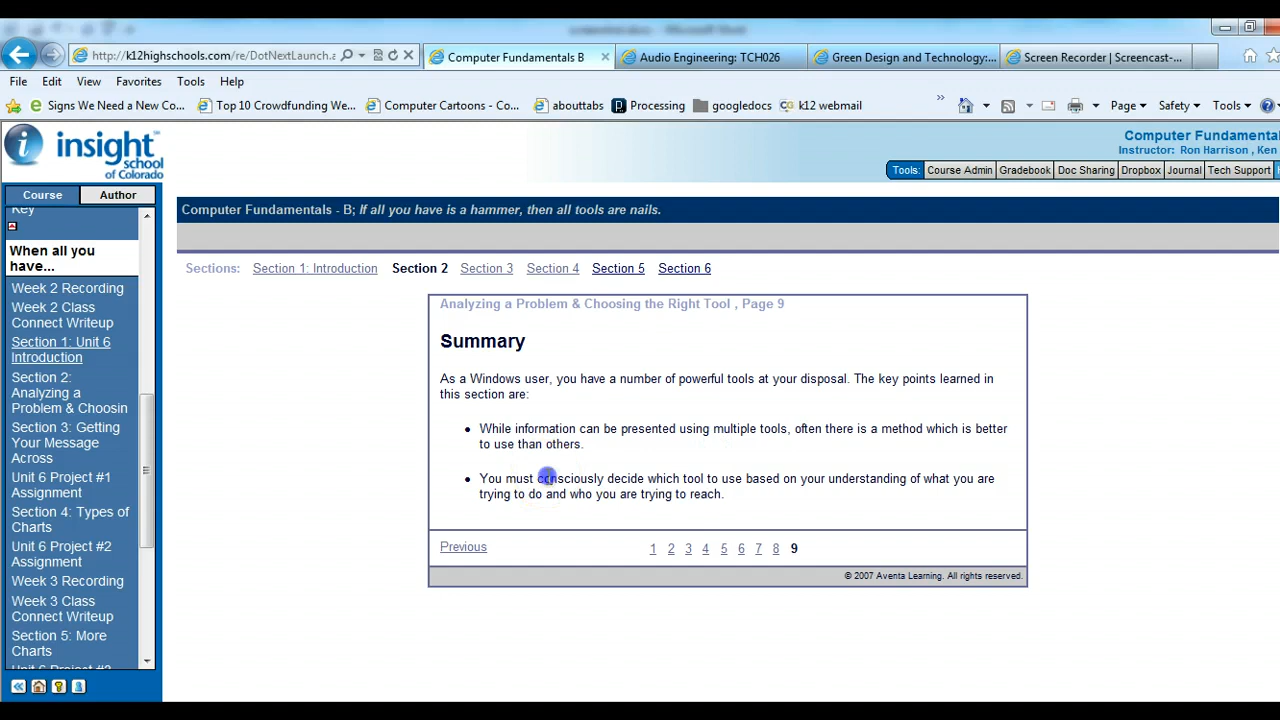 http://k12highschools.com/re/DotNextLaunch.a
Computer Fundamentals B
Audio Engineering: TCH026
Green Design and Technology:...
Screen Recorder | Screencast-...
File Edit View Favorites Tools Help
Signs We Need a New Co...
Top 10 Crowdfunding We...
Computer Cartoons - Co...
abouttabs
Processing
googledocs
k12 webmail
Page
Safety
Tools
insight
school
of Colorado
Computer Fundamental
Instructor: Ron Harrison , Ken
Tools: Course Admin Gradebook Doc Sharing Dropbox Journal Tech Support
Course Author
Key
When all you
have...
Week 2 Recording
Week 2 Class
Connect Writeup
Section 1: Unit 6
Introduction
Section 2:
Analyzing a
Problem & Choosin
Section 3: Getting
Your Message
Across
Unit 6 Project #1
Assignment
Section 4: Types of
Charts
Unit 6 Project #2
Assignment
Week 3 Recording
Week 3 Class
Connect Writeup
Section 5: More
Charts
Unit 6 Project #3
Computer Fundamentals - B; If all you have is a hammer, then all tools are nails.
Sections: Section 1: Introduction Section 2 Section 3 Section 4 Section 5 Section 6
Analyzing a Problem & Choosing the Right Tool , Page 9
Summary
As a Windows user, you have a number of powerful tools at your disposal. The key points learned in
this section are:
• While information can be presented using multiple tools, often there is a method which is better
to use than others.
• You must consciously decide which tool to use based on your understanding of what you are
trying to do and who you are trying to reach.
Previous 1 2 3 4 5 6 7 8 9
© 2007 Aventa Learning. All rights reserved.